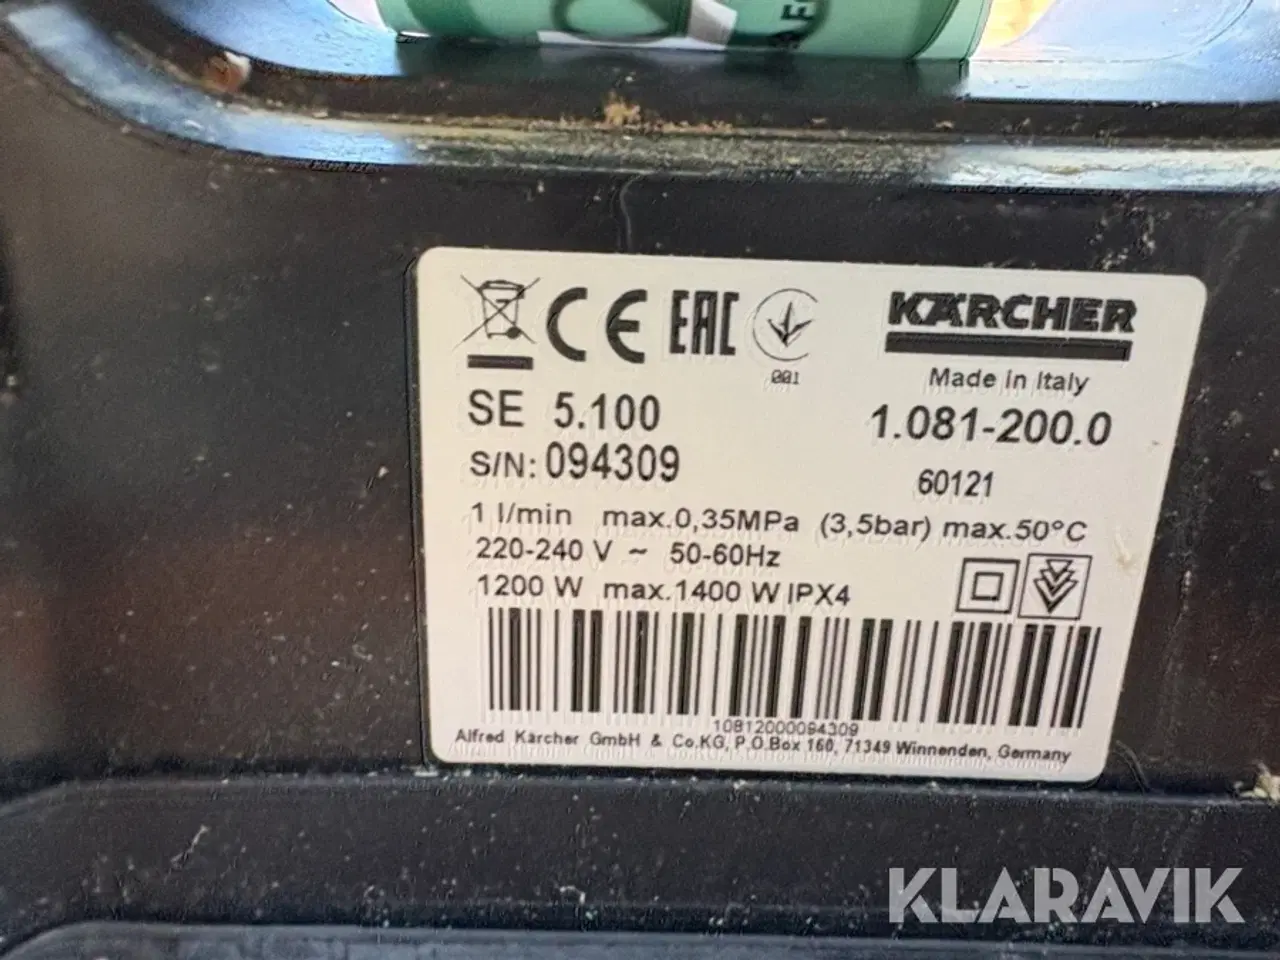 KÄRCHER
001
Made in Italy
SE 5.100
1.081-200.0
S/N: 094309
60121
1 l/min max.0,35MPa (3,5bar) max.50°C
220-240 V ~ 50-60Hz
1200 W max.1400 W IPX4
10812000094309
Alfred Kärcher GmbH & Co.KG, P.O.Box 160, 71349 Winnenden, Germany
KLARAVIK